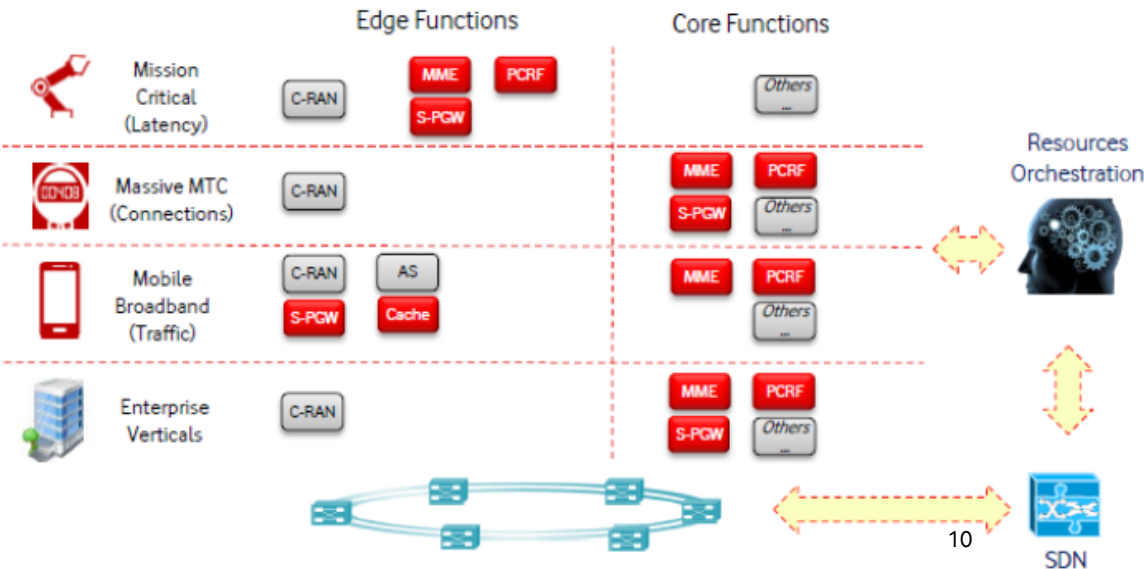 Edge Functions
Core Functions
Mission
Critical
(Latency)
C-RAN
MME
PCRF
S-PGW
Others
...
Massive MTC
(Connections)
C-RAN
MME
PCRF
S-PGW
Others
...
Mobile
Broadband
(Traffic)
C-RAN
AS
S-PGW
Cache
MME
PCRF
Others
...
Enterprise
Verticals
C-RAN
MME
PCRF
S-PGW
Others
...
Resources
Orchestration
10
SDN